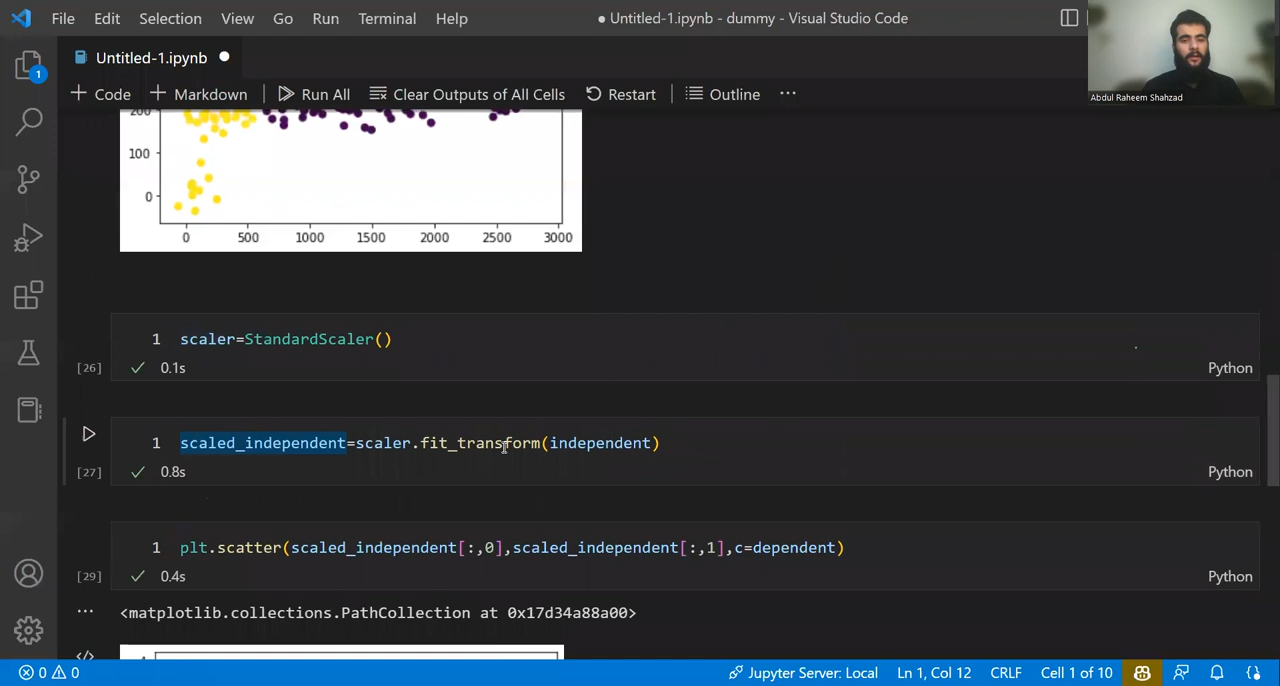 File Edit Selection View Go Run Terminal Help
● Untitled-1.ipynb - dummy - Visual Studio Code
Abdul Raheem Shahzad
1
Untitled-1.ipynb
+ Code + Markdown Run All Clear Outputs of All Cells Restart Outline ...
200
100
0
0 500 1000 1500 2000 2500 3000
1 scaler=StandardScaler()
[26] ✓ 0.1s Python
1 scaled_independent=scaler.fit_transform(independent)
[27] ✓ 0.8s Python
1 plt.scatter(scaled_independent[:,0],scaled_independent[:,1],c=dependent)
[29] ✓ 0.4s Python
... <matplotlib.collections.PathCollection at 0x17d34a88a00>
0 0 Jupyter Server: Local Ln 1, Col 12 CRLF Cell 1 of 10